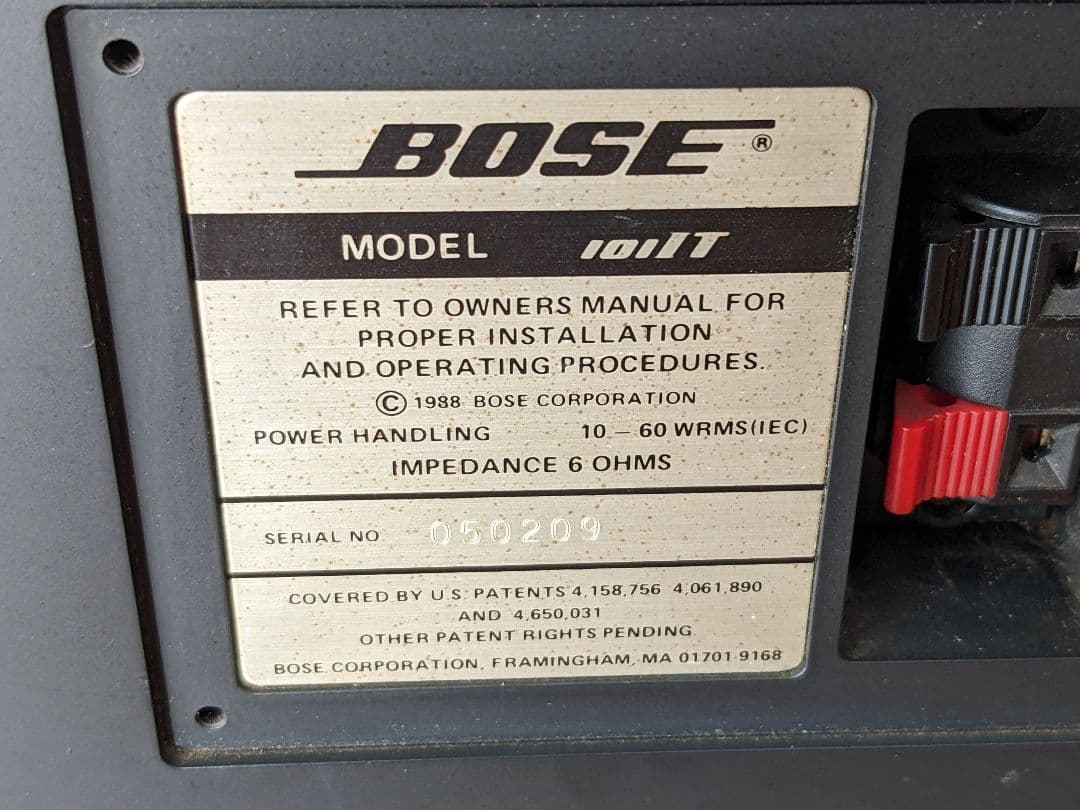 BOSE®
MODEL 101IT
REFER TO OWNERS MANUAL FOR
PROPER INSTALLATION
AND OPERATING PROCEDURES.
© 1988 BOSE CORPORATION
POWER HANDLING 10 – 60 WRMS(IEC)
IMPEDANCE 6 OHMS
SERIAL NO 050209
COVERED BY U.S. PATENTS 4,158,756 4,061,890
AND 4,650,031
OTHER PATENT RIGHTS PENDING
BOSE CORPORATION, FRAMINGHAM, MA 01701-9168